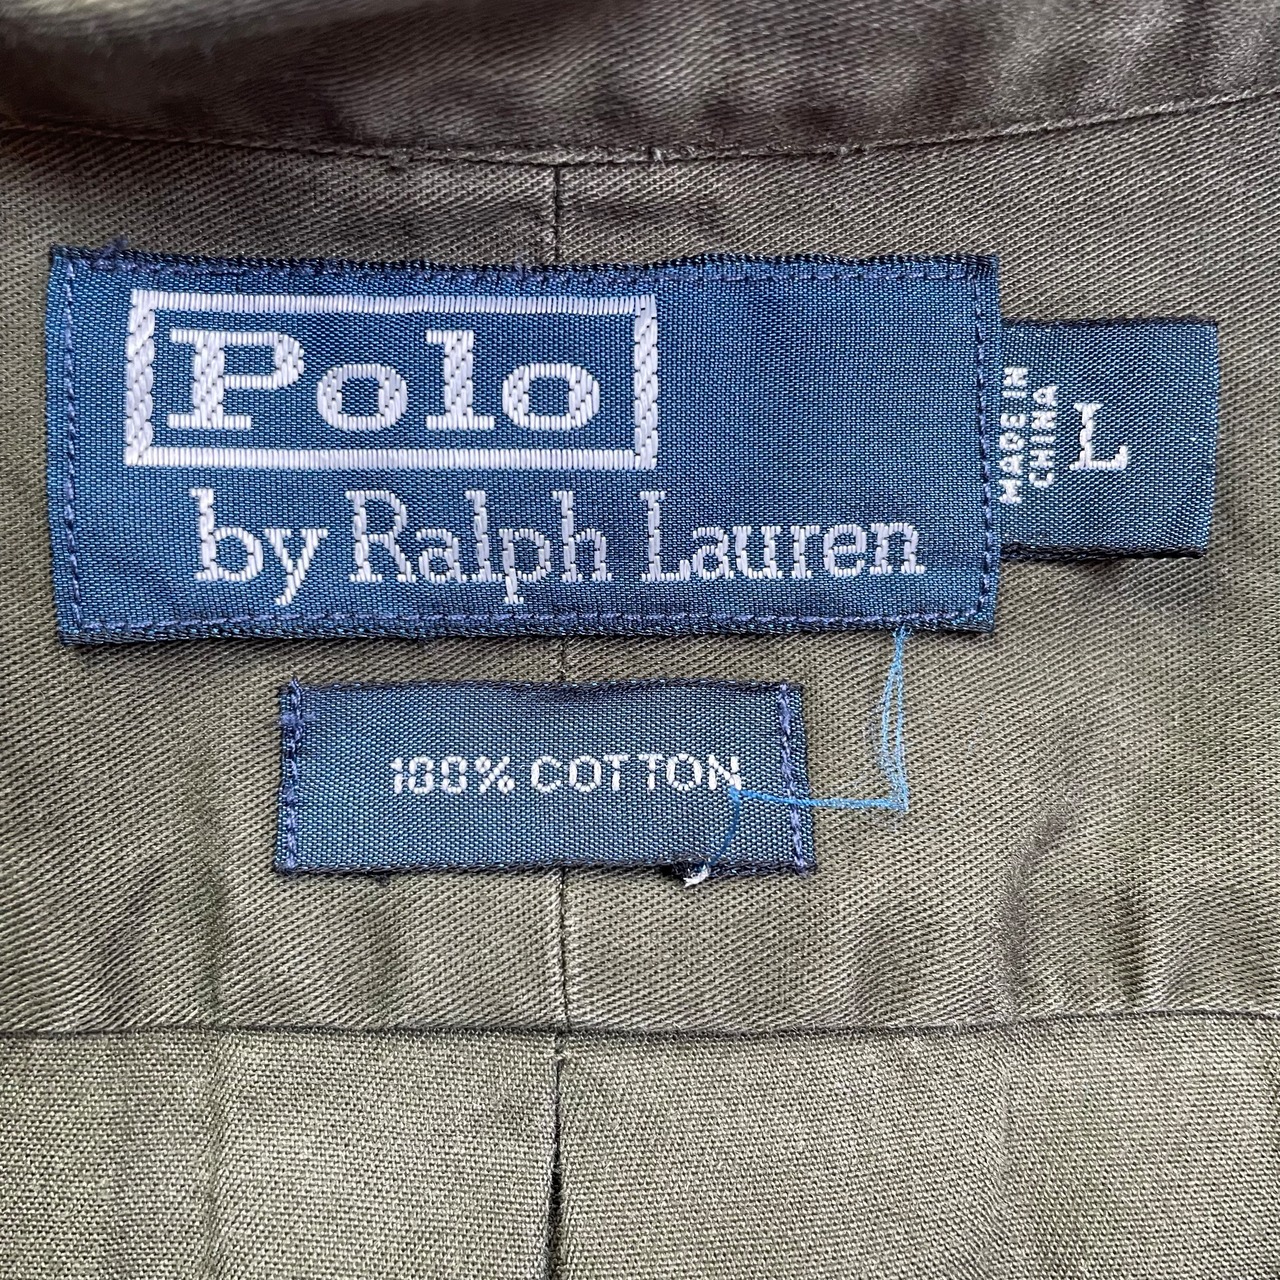 Polo
by Ralph Lauren
MADE IN
CHINA
L
100% COTTON